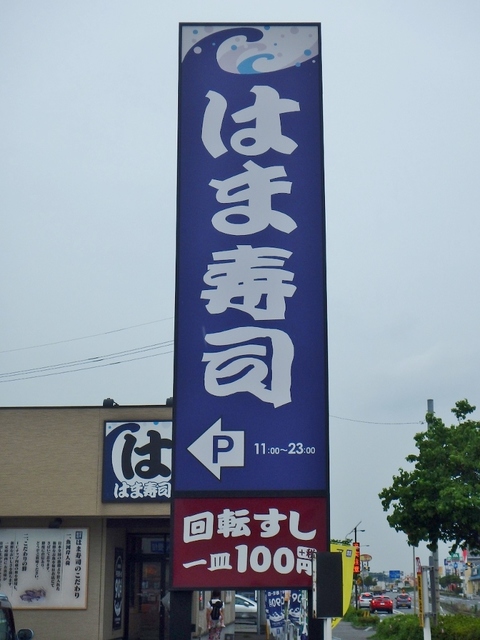 はま寿司
P 11:00~23:00
回転すし
一皿100円
+税
は
はま寿司
はま寿司のこだわり